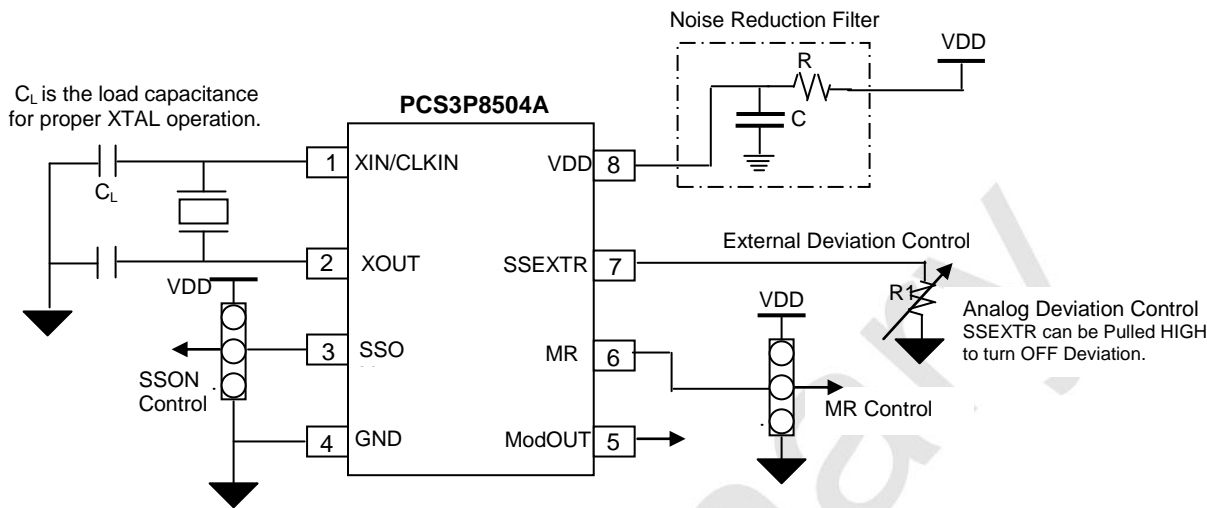 Noise Reduction Filter
VDD
R
C
C_L is the load capacitance
for proper XTAL operation.
PCS3P8504A
C_L
1
XIN/CLKIN
VDD
8
External Deviation Control
2
XOUT
SSEXTR
7
VDD
R1
VDD
Analog Deviation Control
SSEXTR can be Pulled HIGH
to turn OFF Deviation.
3
SSO
MR
6
SSON
Control
MR Control
4
GND
ModOUT
5